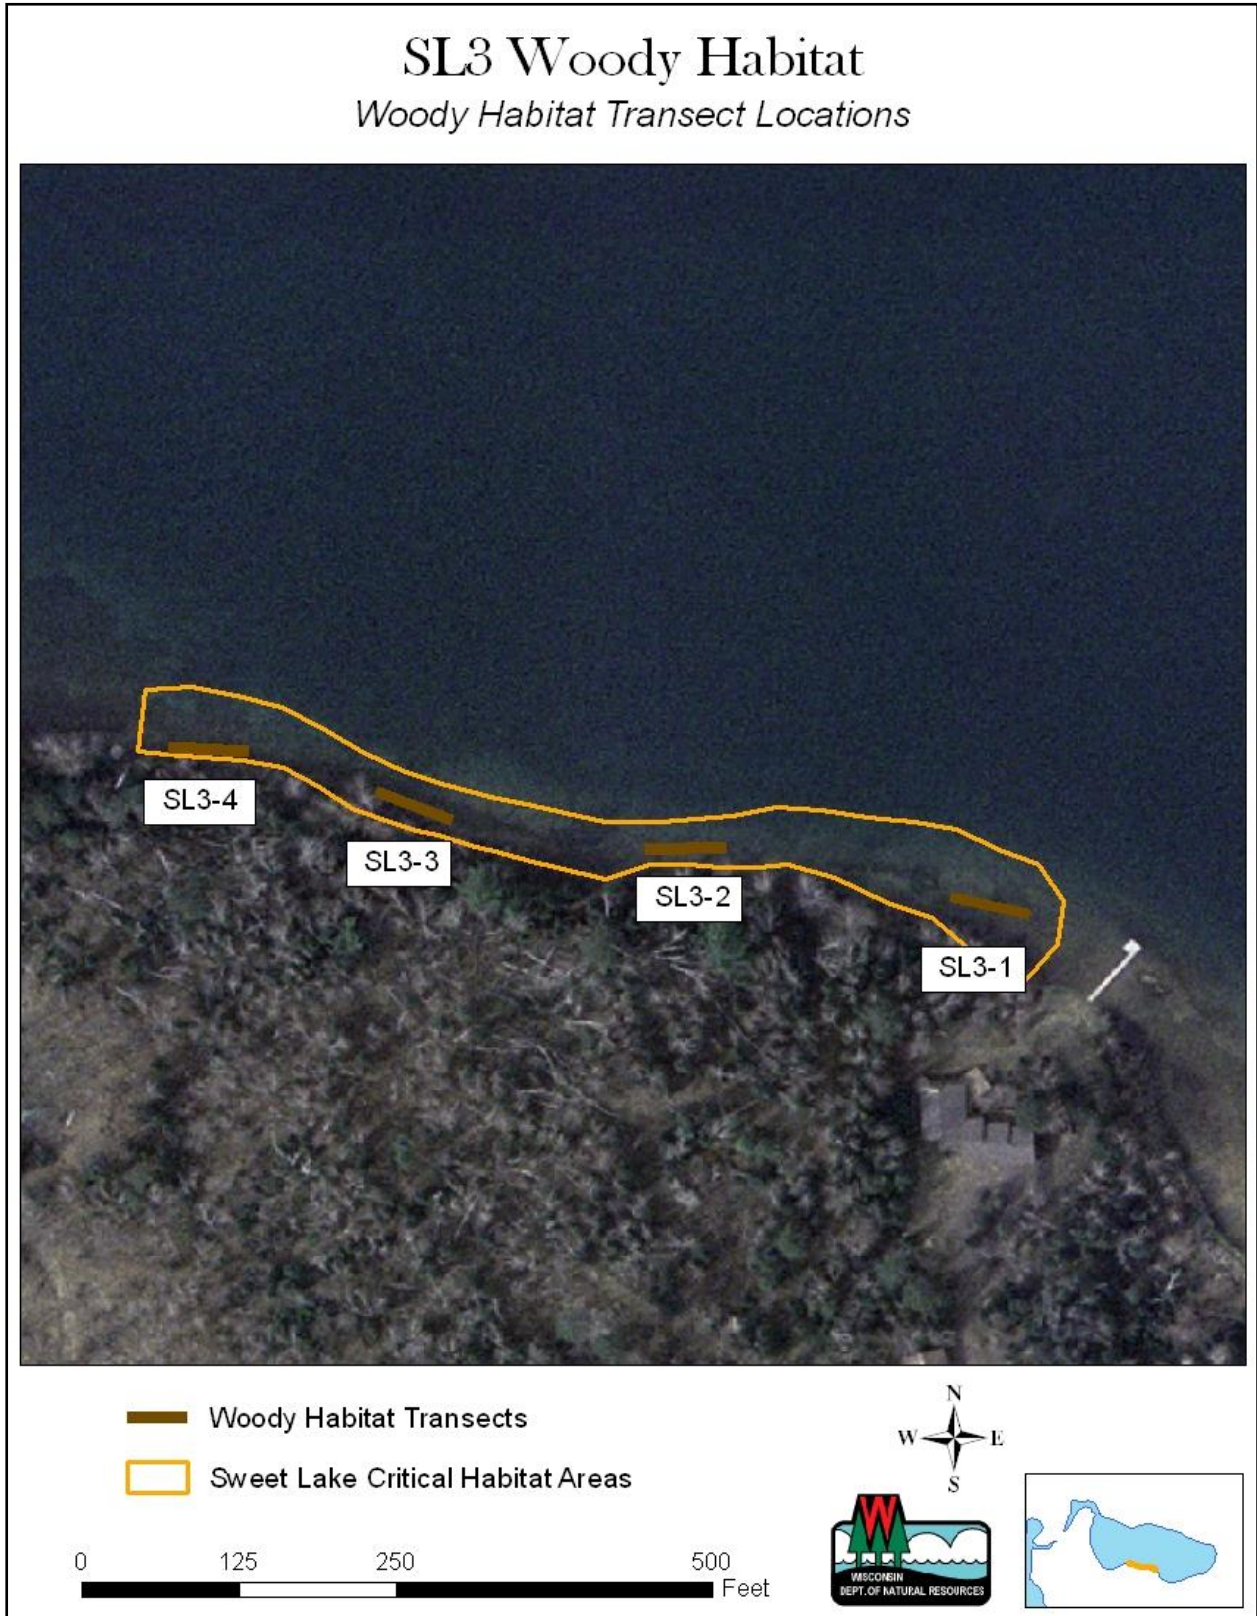 SL3 Woody Habitat
Woody Habitat Transect Locations
SL3-4
SL3-3
SL3-2
SL3-1
Woody Habitat Transects
Sweet Lake Critical Habitat Areas
N
W E
S
0 125 250 500
Feet
WISCONSIN
DEPT. OF NATURAL RESOURCES